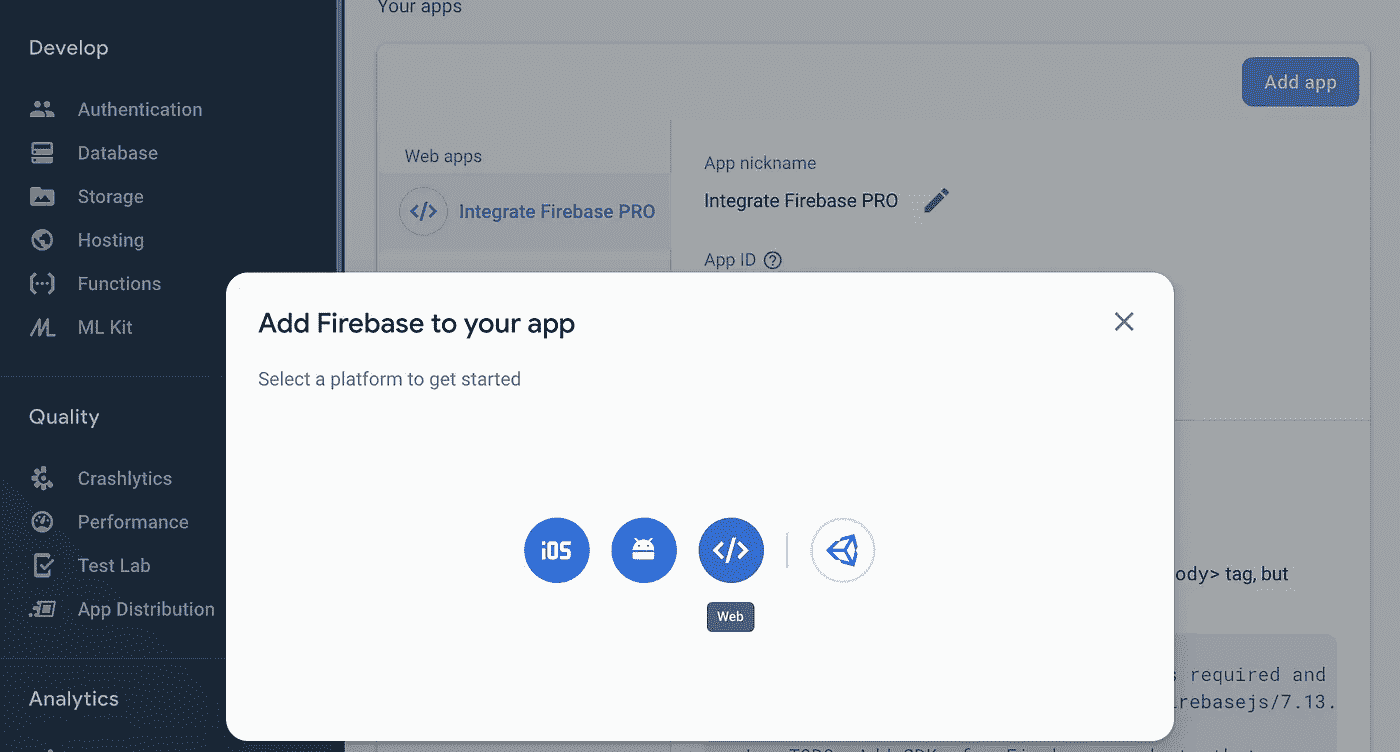 Your apps
Develop
Authentication
Database
Storage
Hosting
Functions
ML Kit
Quality
Crashlytics
Performance
Test Lab
App Distribution
Analytics
Add app
Web apps
</> Integrate Firebase PRO
App nickname
Integrate Firebase PRO
App ID
Add Firebase to your app
Select a platform to get started
iOS
</>
Web
ody> tag, but
required and
rebasejs/7.13.